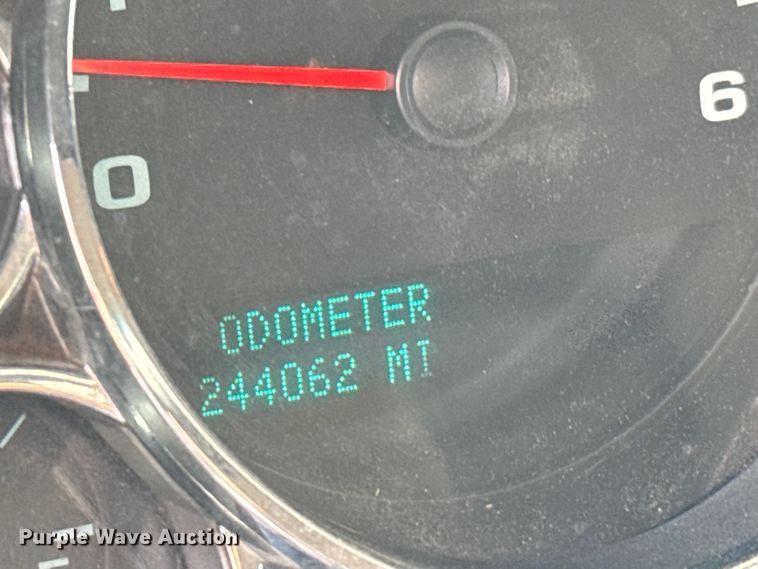 6
0
ODOMETER
244062 MI
Purple Wave Auction